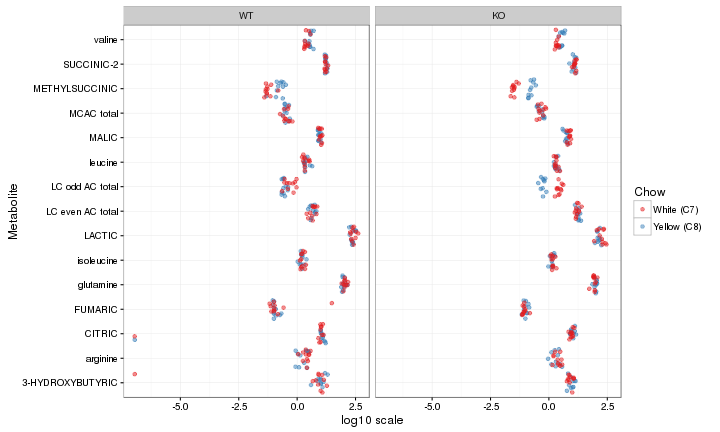 WT
KO
valine
SUCCINIC-2
METHYLSUCCINIC
MCAC total
MALIC
leucine
LC odd AC total
LC even AC total
LACTIC
isoleucine
glutamine
FUMARIC
CITRIC
arginine
3-HYDROXYBUTYRIC
Metabolite
-5.0
-2.5
0.0
2.5
-5.0
-2.5
0.0
2.5
log10 scale
Chow
White (C7)
Yellow (C8)